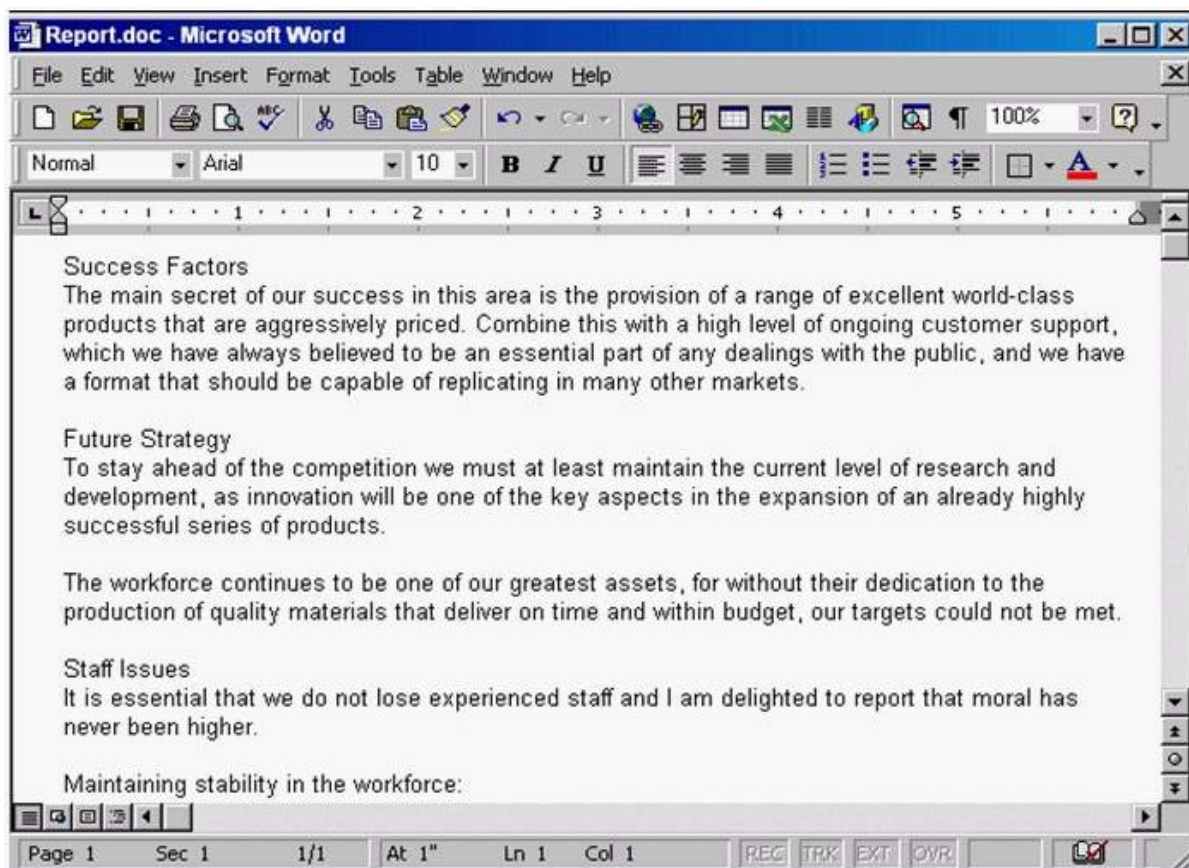 Report.doc - Microsoft Word
File Edit View Insert Format Tools Table Window Help
ABC
100%
Normal Arial 10 B I U A
1 2 3 4 5
Success Factors
The main secret of our success in this area is the provision of a range of excellent world-class
products that are aggressively priced. Combine this with a high level of ongoing customer support,
which we have always believed to be an essential part of any dealings with the public, and we have
a format that should be capable of replicating in many other markets.
Future Strategy
To stay ahead of the competition we must at least maintain the current level of research and
development, as innovation will be one of the key aspects in the expansion of an already highly
successful series of products.
The workforce continues to be one of our greatest assets, for without their dedication to the
production of quality materials that deliver on time and within budget, our targets could not be met.
Staff Issues
It is essential that we do not lose experienced staff and I am delighted to report that moral has
never been higher.
Maintaining stability in the workforce:
Page 1 Sec 1 1/1 At 1" Ln 1 Col 1 REC TRK EXT OVR